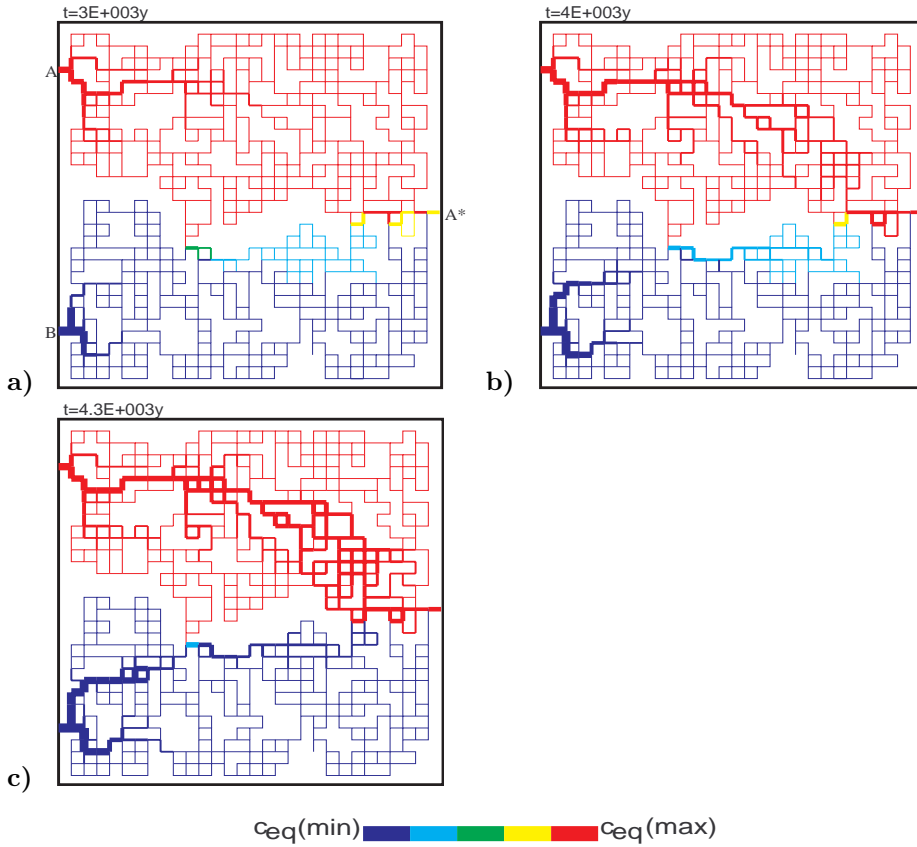 t=3E+003y
t=4E+003y
A
A*
B
a)
b)
t=4.3E+003y
c)
ceq(min)
ceq(max)